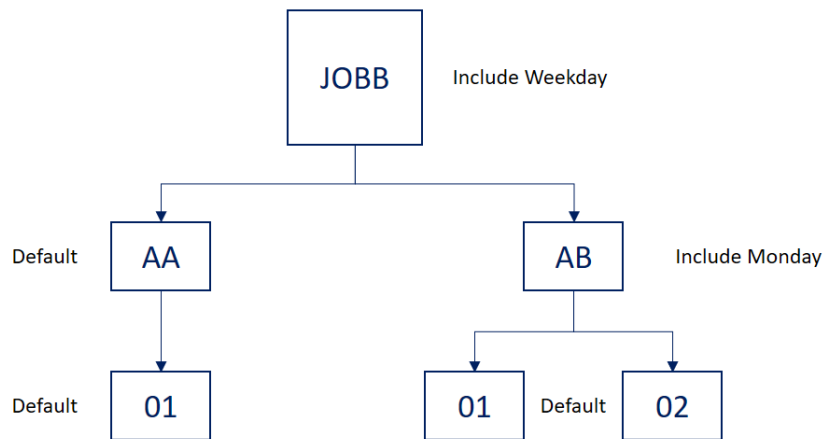 JOBB
Include Weekday
Default
AA
AB
Include Monday
Default
01
01
Default
02